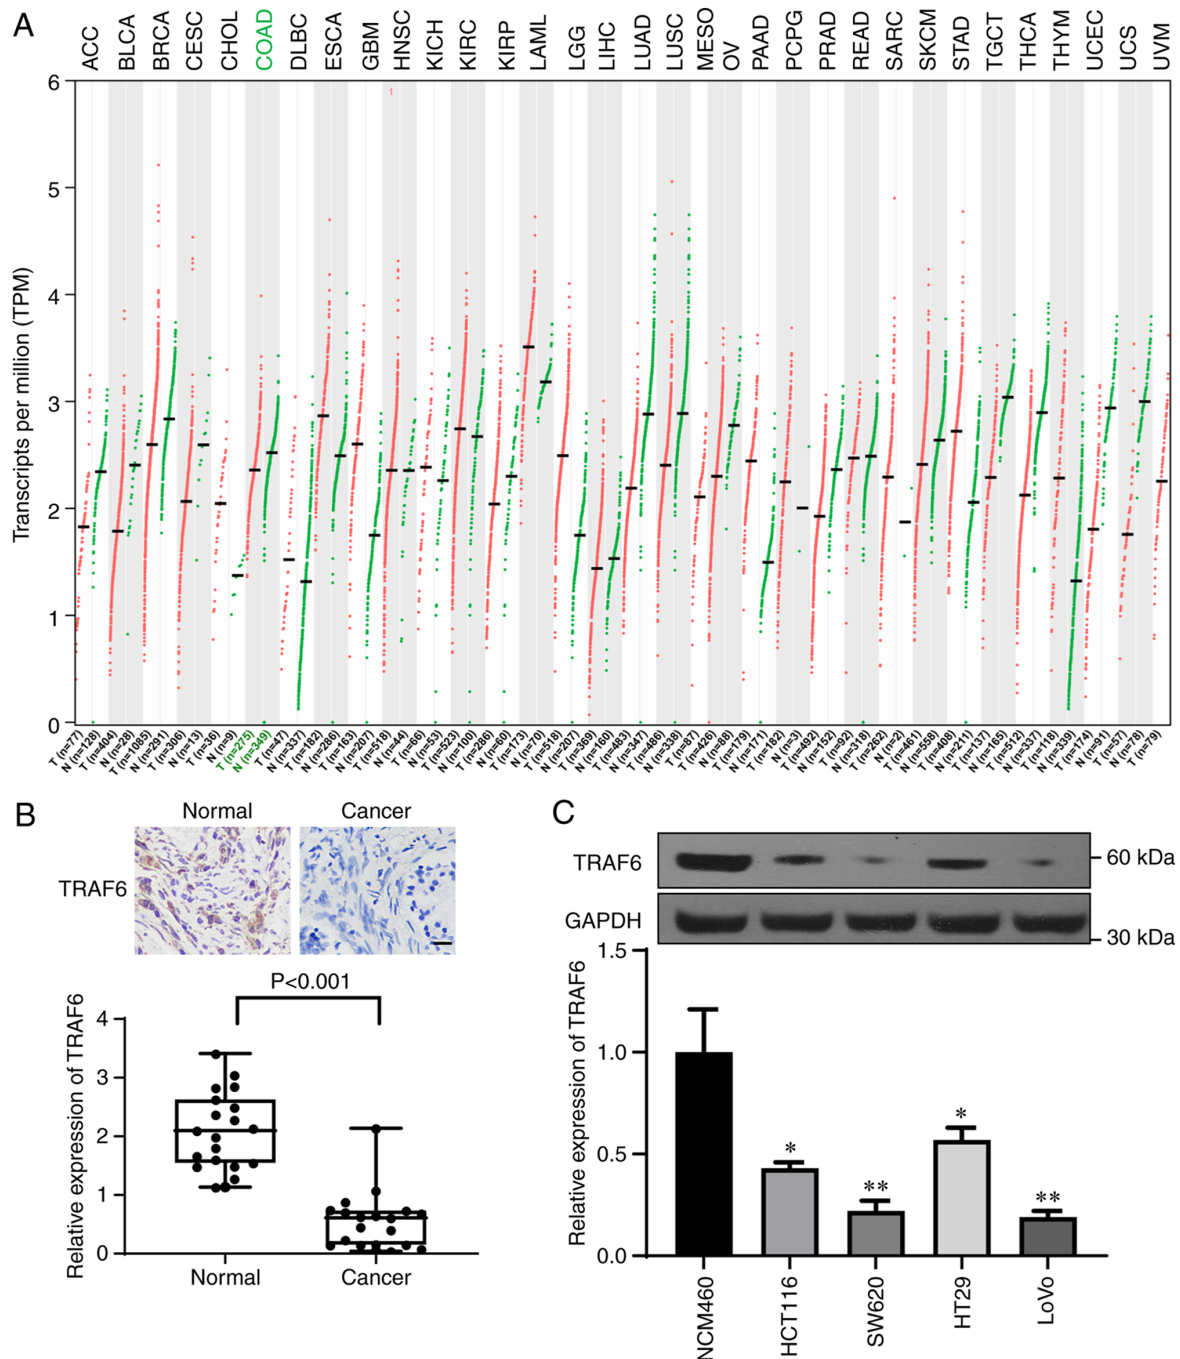 A
ACC BLCA BRCA CESC CHOL COAD DLBC ESCA GBM HNSC KICH KIRC KIRP LAML LGG LIHC LUAD LUSC MESO OV PAAD PCPG PRAD READ SARC SKCM STAD TGCT THCA THYM UCEC UCS UVM
Transcripts per million (TPM)
6
5
4
3
2
1
0
T (n=77) N (n=128) T (n=404) N (n=28) T (n=1085) N (n=291) T (n=306) N (n=13) T (n=36) N (n=9) T (n=275) N (n=349) T (n=47) N (n=337) T (n=182) N (n=286) T (n=163) N (n=207) T (n=518) N (n=44) T (n=66) N (n=53) T (n=523) N (n=100) T (n=286) N (n=60) T (n=173) N (n=70) T (n=518) N (n=207) T (n=369) N (n=160) T (n=483) N (n=347) T (n=486) N (n=338) T (n=87) T (n=426) N (n=88) T (n=179) N (n=171) T (n=182) N (n=3) T (n=492) N (n=152) T (n=92) N (n=318) T (n=262) N (n=2) T (n=461) N (n=558) T (n=408) N (n=211) T (n=137) N (n=165) T (n=512) N (n=337) T (n=118) N (n=339) T (n=174) N (n=91) T (n=57) N (n=78) T (n=79)
B
Normal Cancer
TRAF6
P<0.001
Relative expression of TRAF6
4
3
2
1
0
Normal Cancer
C
TRAF6 60 kDa
GAPDH 30 kDa
Relative expression of TRAF6
1.5
1.0
0.5
0.0
* ** * **
NCM460 HCT116 SW620 HT29 LoVo